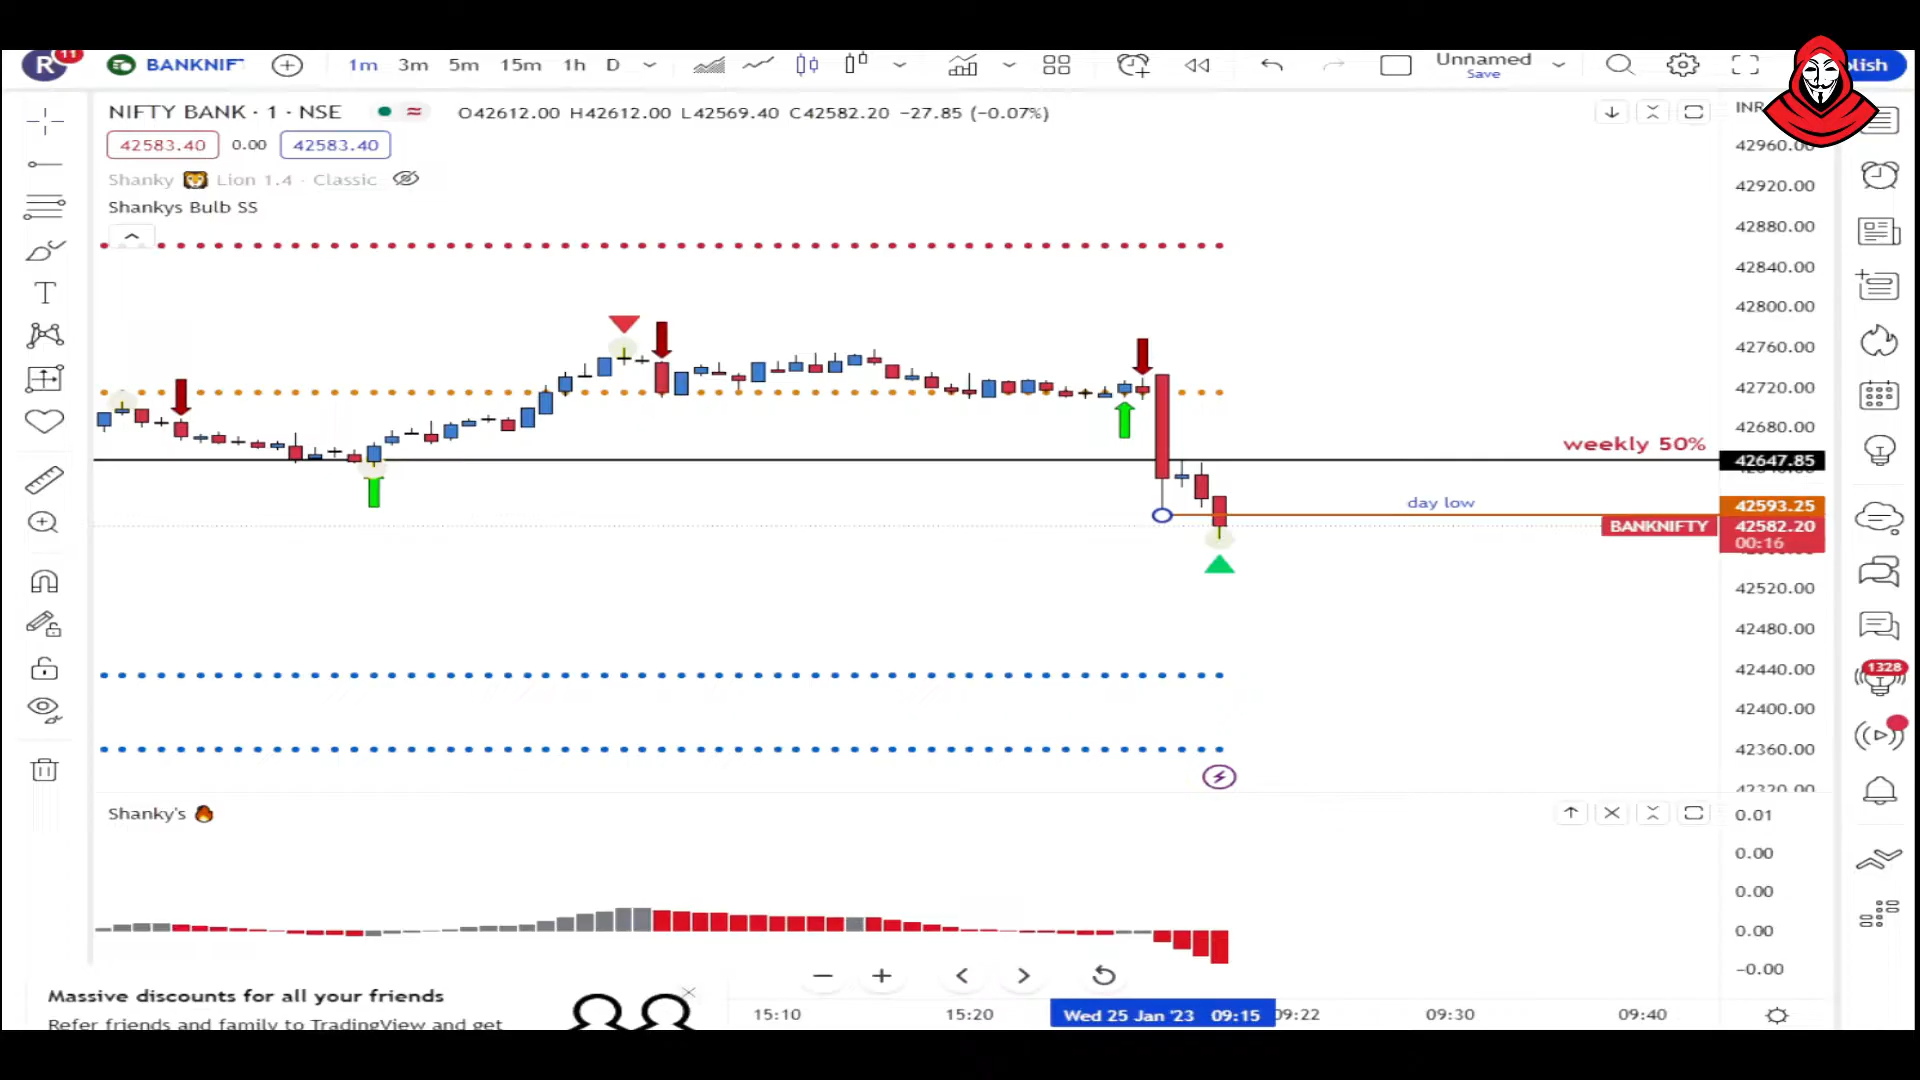 R 11 BANKNIFT 1m 3m 5m 15m 1h D Unnamed Save lish
NIFTY BANK · 1 · NSE O42612.00 H42612.00 L42569.40 C42582.20 −27.85 (−0.07%) INR
42583.40 0.00 42583.40
Shanky 🦁 Lion 1.4 · Classic
Shankys Bulb SS
42960.00
42920.00
42880.00
42840.00
42800.00
42760.00
42720.00
42680.00
weekly 50%
42647.85
day low
42593.25
BANKNIFTY 42582.20
00:16
42520.00
42480.00
42440.00
1328
42400.00
42360.00
42320.00
Shanky's 🔥
0.01
0.00
0.00
0.00
−0.00
Massive discounts for all your friends
Refer friends and family to TradingView and get
15:10 15:20 Wed 25 Jan '23 09:15 09:22 09:30 09:40